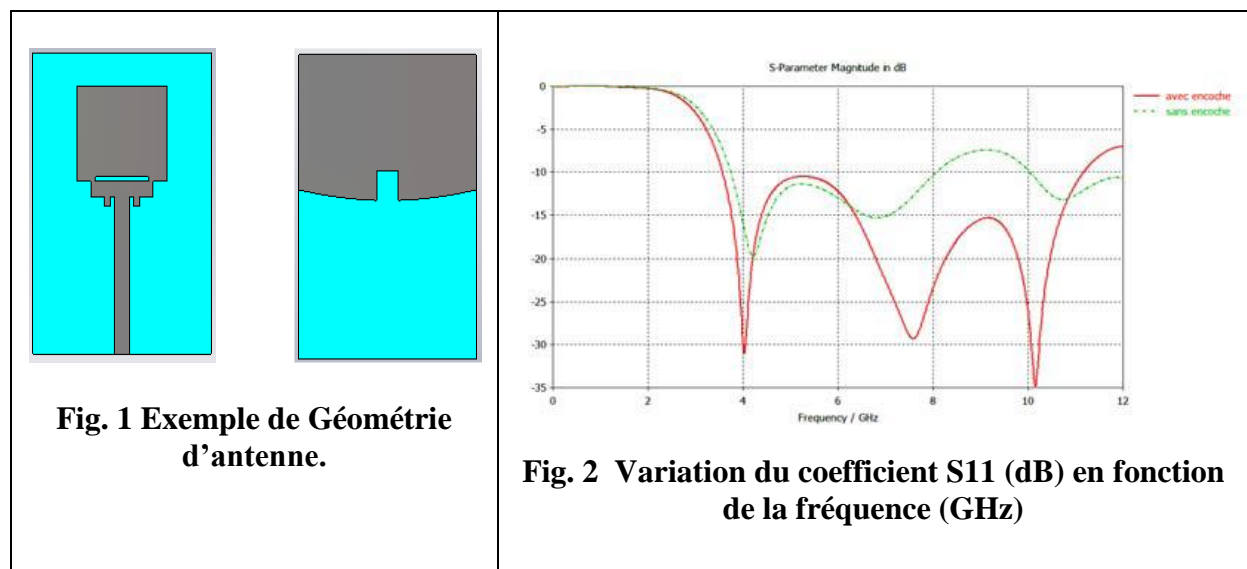 Fig. 1 Exemple de Géométrie
d'antenne.
S-Parameter Magnitude in dB
0
-5
-10
-15
-20
-25
-30
-35
0 2 4 6 8 10 12
Frequency / GHz
avec encoche
sans encoche
Fig. 2 Variation du coefficient S11 (dB) en fonction
de la fréquence (GHz)